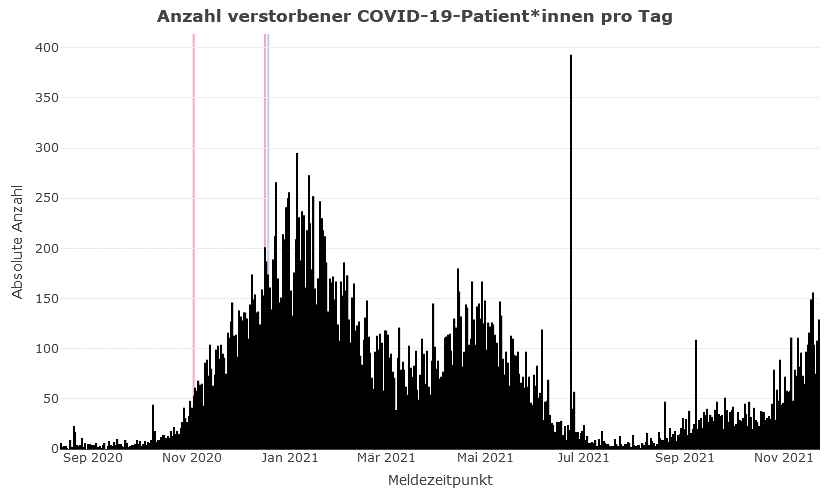 Anzahl verstorbener COVID-19-Patient*innen pro Tag
Absolute Anzahl
400
350
300
250
200
150
100
50
0
Sep 2020 Nov 2020 Jan 2021 Mär 2021 Mai 2021 Jul 2021 Sep 2021 Nov 2021
Meldezeitpunkt